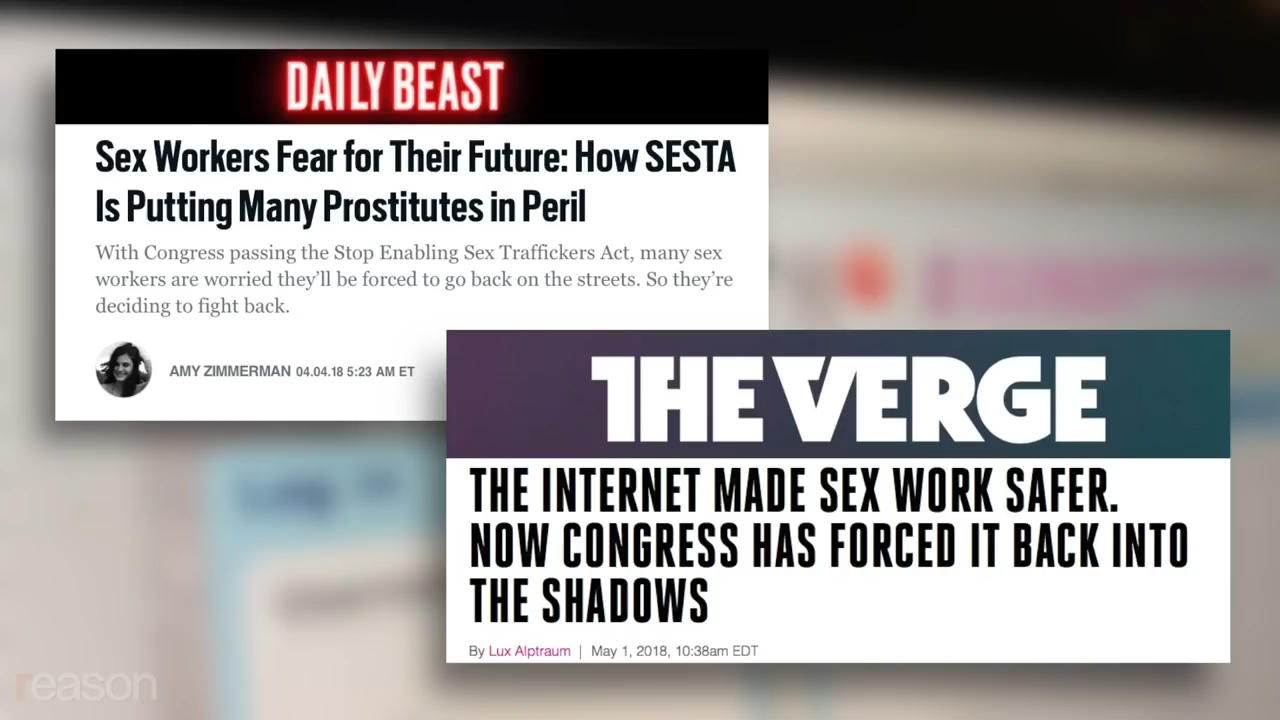 DAILY BEAST
Sex Workers Fear for Their Future: How SESTA
Is Putting Many Prostitutes in Peril
With Congress passing the Stop Enabling Sex Traffickers Act, many sex
workers are worried they’ll be forced to go back on the streets. So they’re
deciding to fight back.
AMY ZIMMERMAN 04.04.18 5:23 AM ET
THE VERGE
THE INTERNET MADE SEX WORK SAFER.
NOW CONGRESS HAS FORCED IT BACK INTO
THE SHADOWS
By Lux Alptraum | May 1, 2018, 10:38am EDT
reason